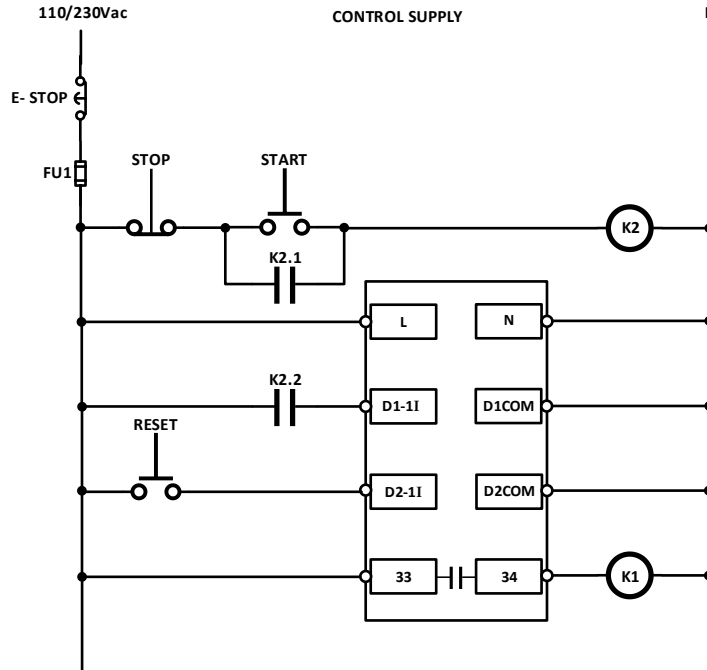 110/230Vac
CONTROL SUPPLY
E- STOP
FU1
STOP
START
K2
K2.1
L
N
K2.2
D1-1I
D1COM
RESET
D2-1I
D2COM
33
34
K1